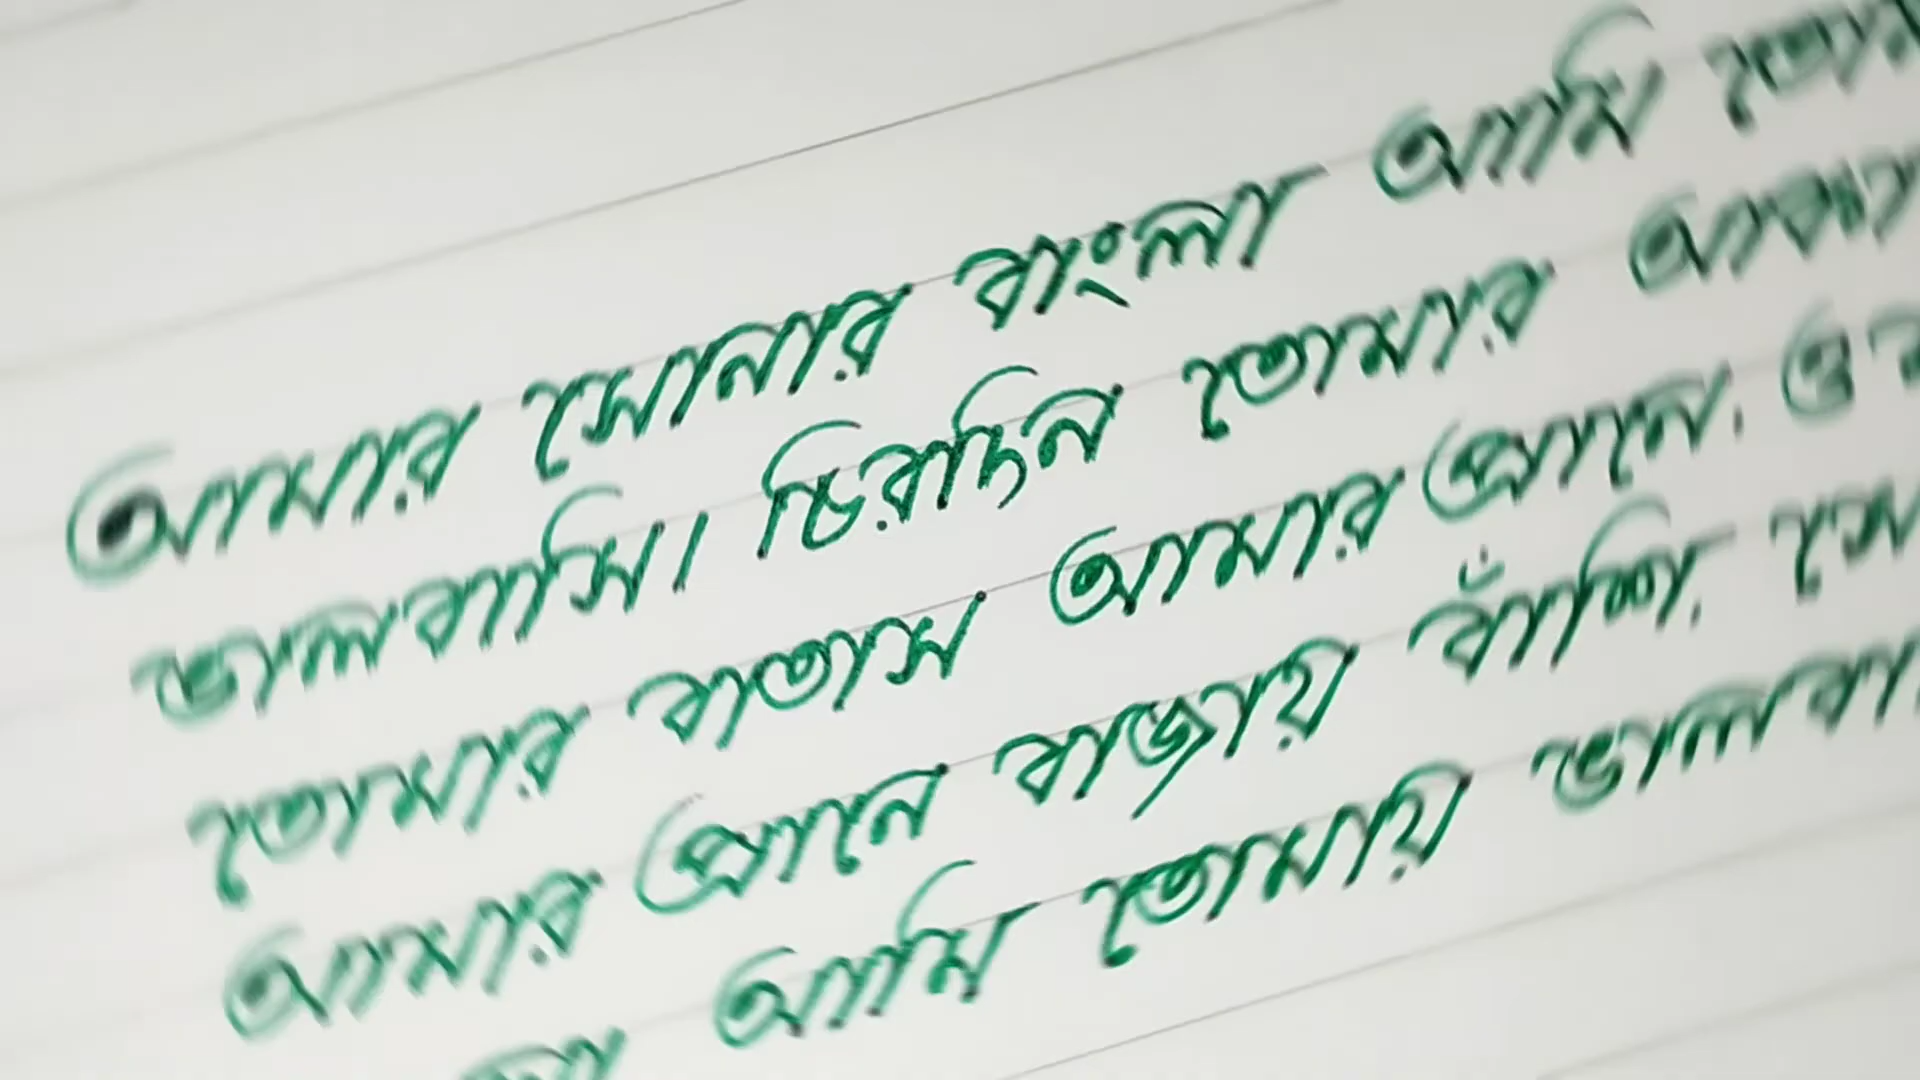 আমার সোনার বাংলা আমি
ভালবাসি। চিরদিন তোমার
তোমার বাতাস আমার প্রানে. ও
আমার প্রানে বাজায় বাঁশি.
আমি তোমায়